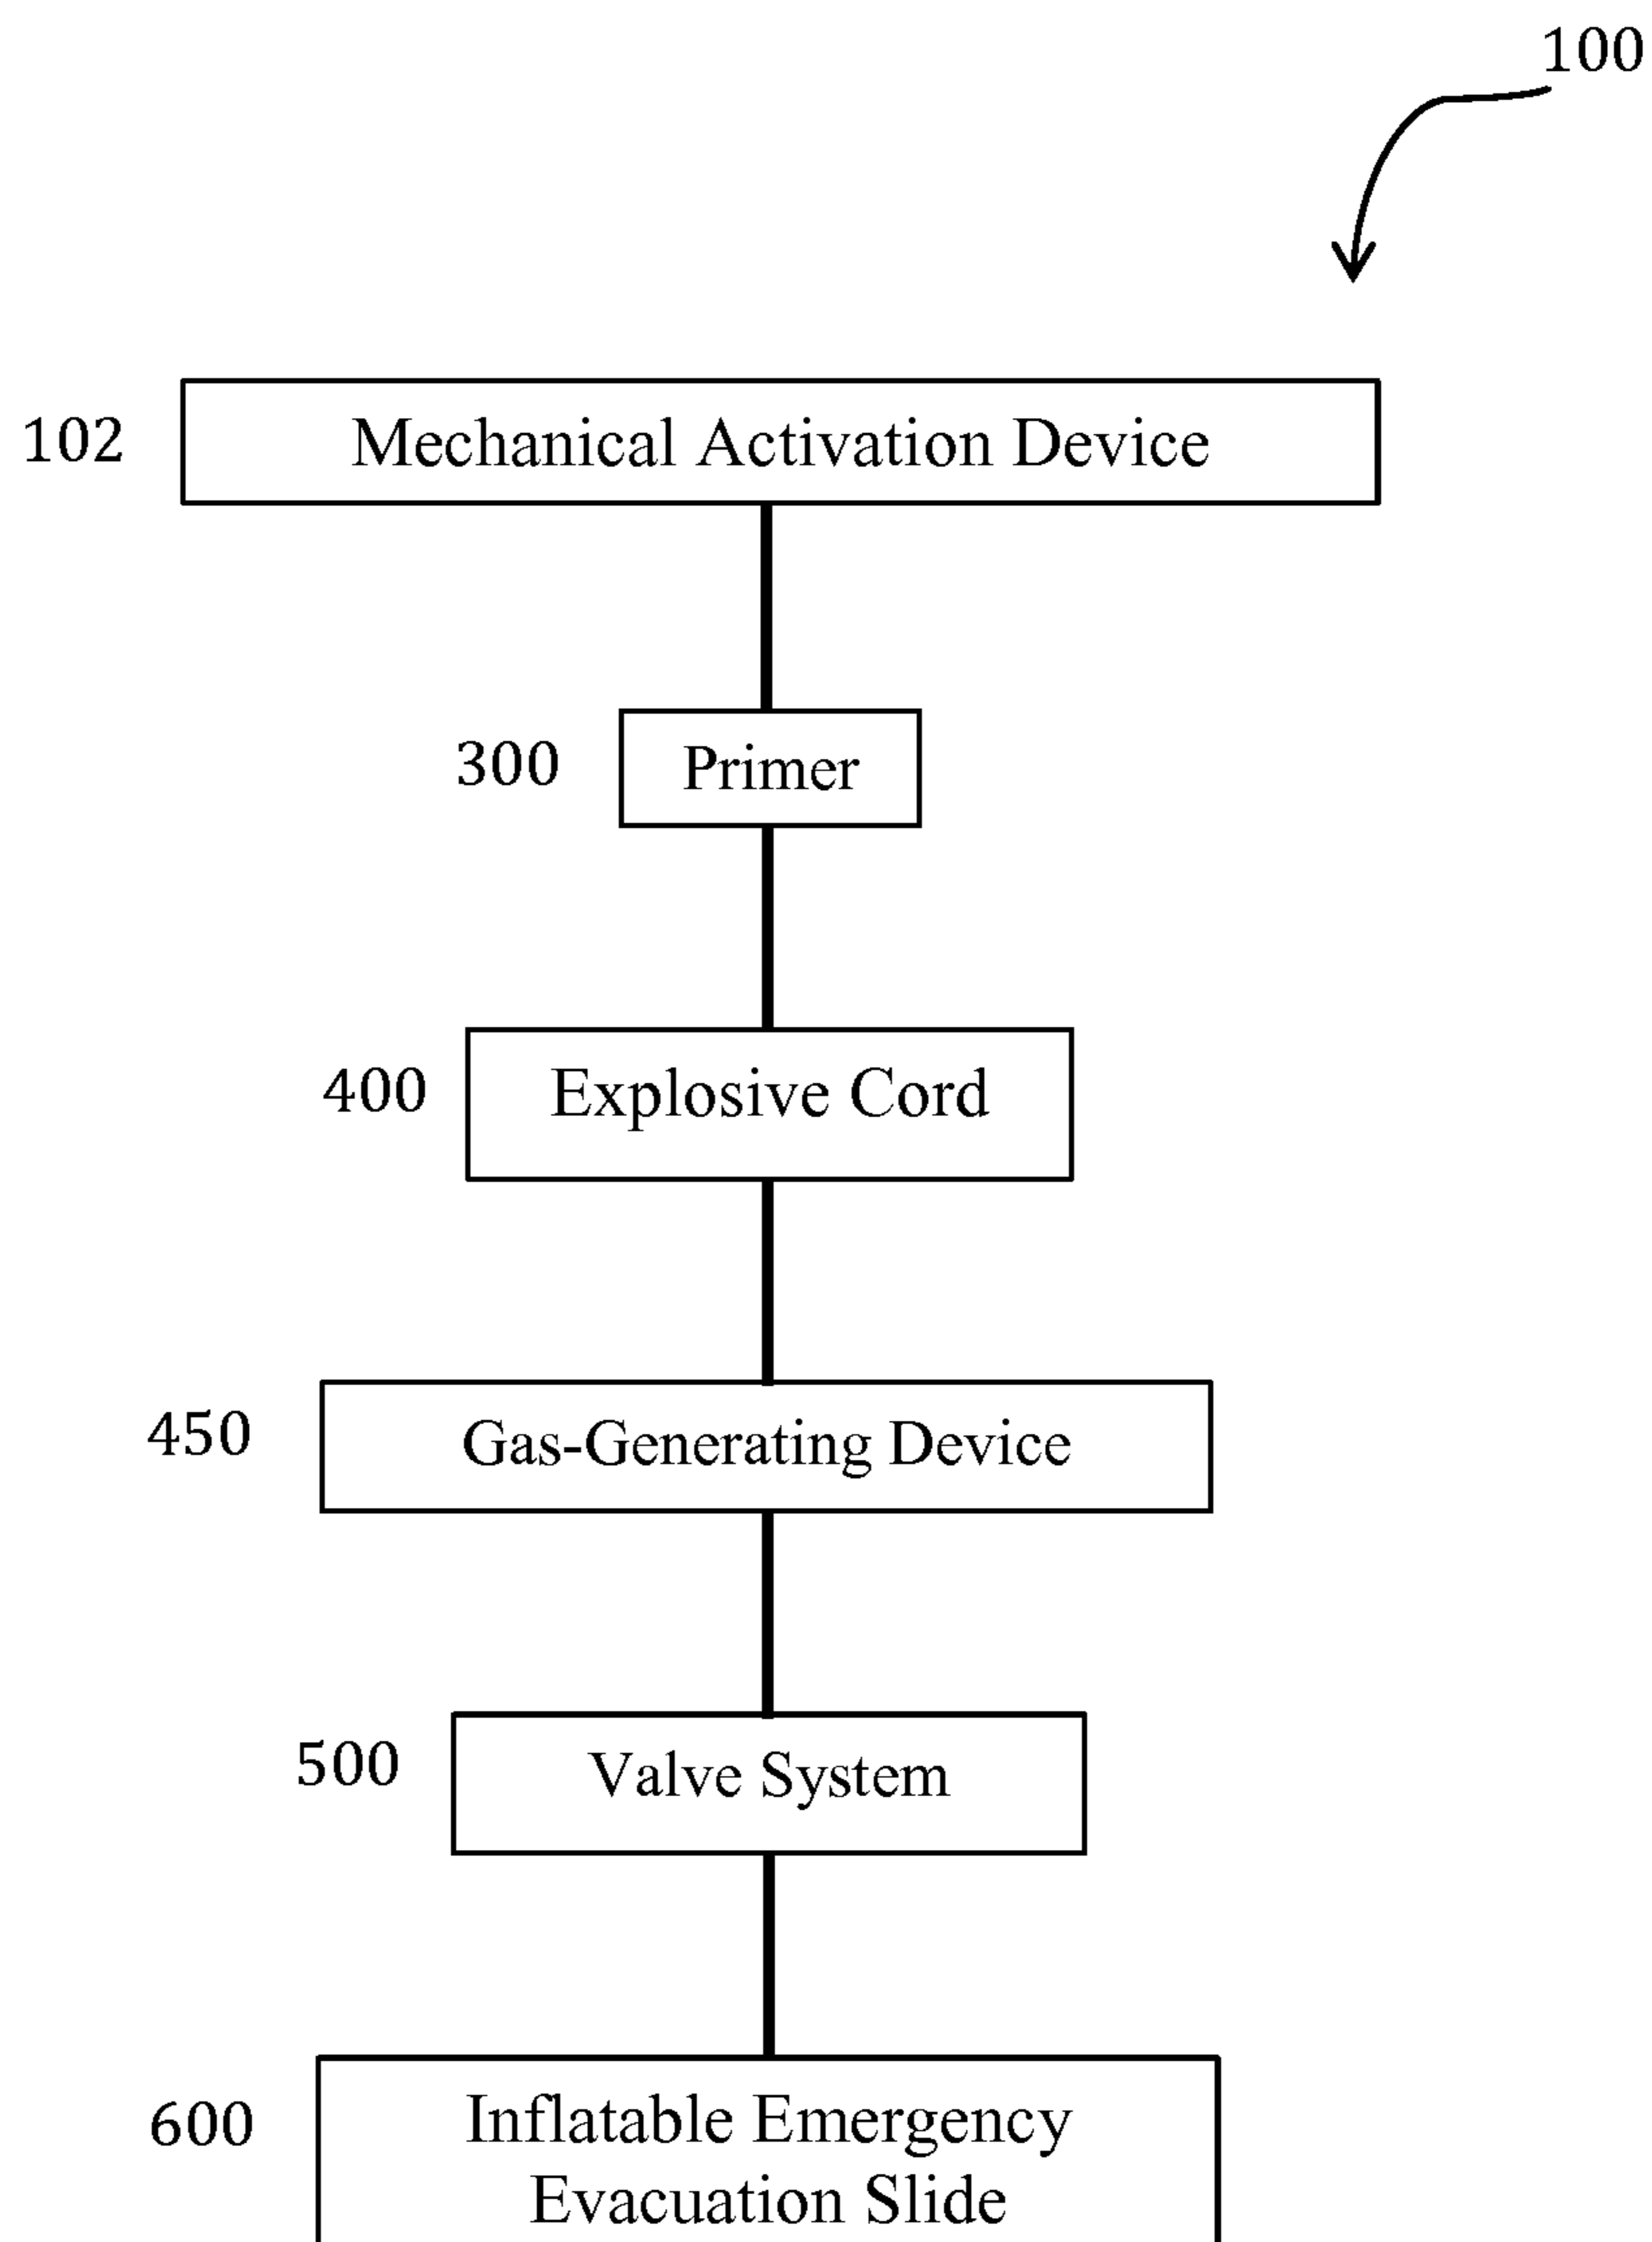 100
102 Mechanical Activation Device
300 Primer
400 Explosive Cord
450 Gas-Generating Device
500 Valve System
600 Inflatable Emergency
Evacuation Slide